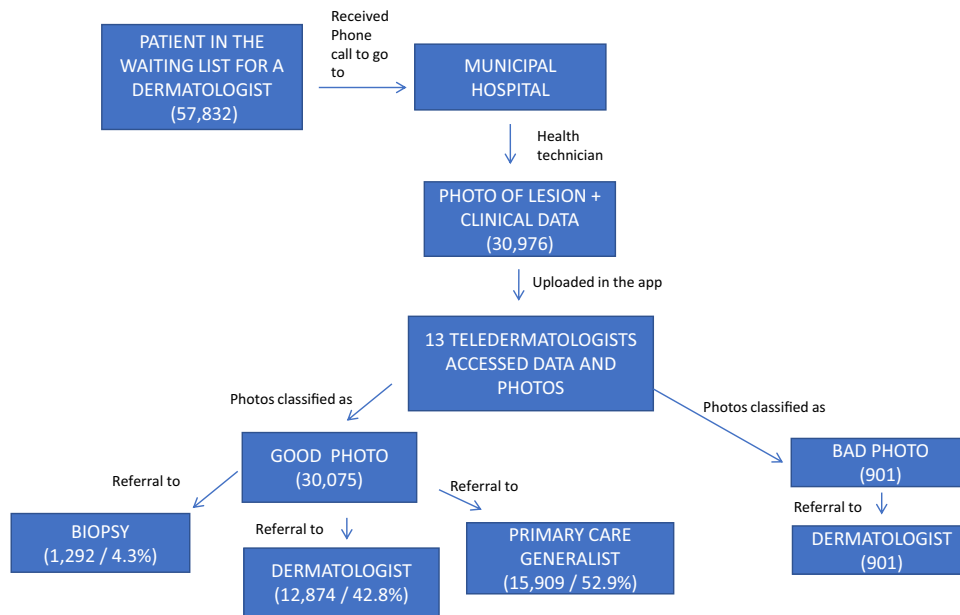 PATIENT IN THE
WAITING LIST FOR A
DERMATOLOGIST
(57,832)
Received
Phone
call to go
to
MUNICIPAL
HOSPITAL
Health
technician
PHOTO OF LESION +
CLINICAL DATA
(30,976)
Uploaded in the app
13 TELEDERMATOLOGISTS
ACCESSED DATA AND
PHOTOS
Photos classified as
Photos classified as
GOOD PHOTO
(30,075)
BAD PHOTO
(901)
Referral to
Referral to
Referral to
Referral to
BIOPSY
(1,292 / 4.3%)
DERMATOLOGIST
(12,874 / 42.8%)
PRIMARY CARE
GENERALIST
(15,909 / 52.9%)
DERMATOLOGIST
(901)